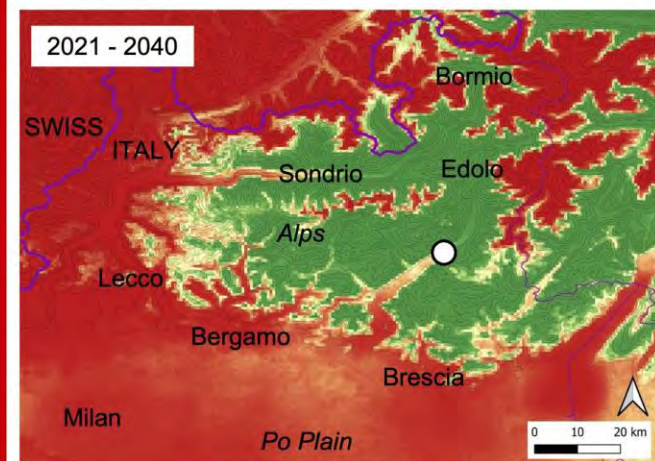 2021 - 2040
Bormio
SWISS
ITALY
Sondrio
Edolo
Alps
Lecco
Bergamo
Brescia
Milan
Po Plain
0 10 20 km